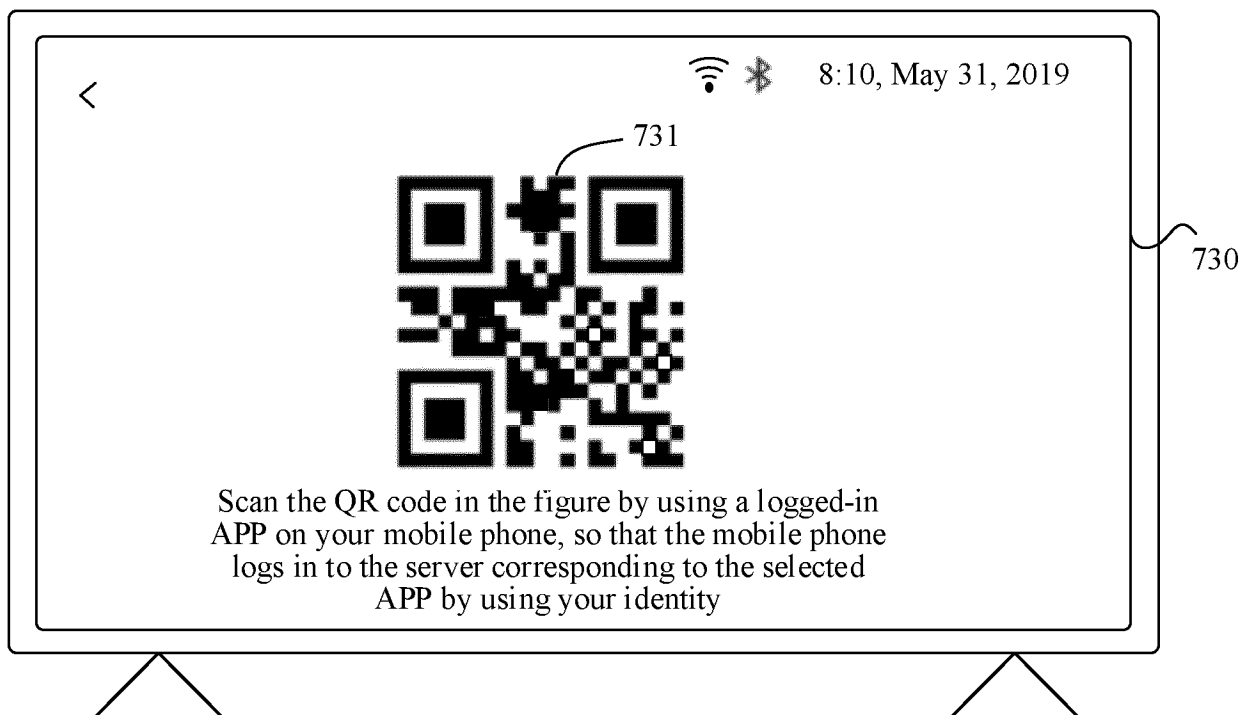 8:10, May 31, 2019
731
730
Scan the QR code in the figure by using a logged-in
APP on your mobile phone, so that the mobile phone
logs in to the server corresponding to the selected
APP by using your identity